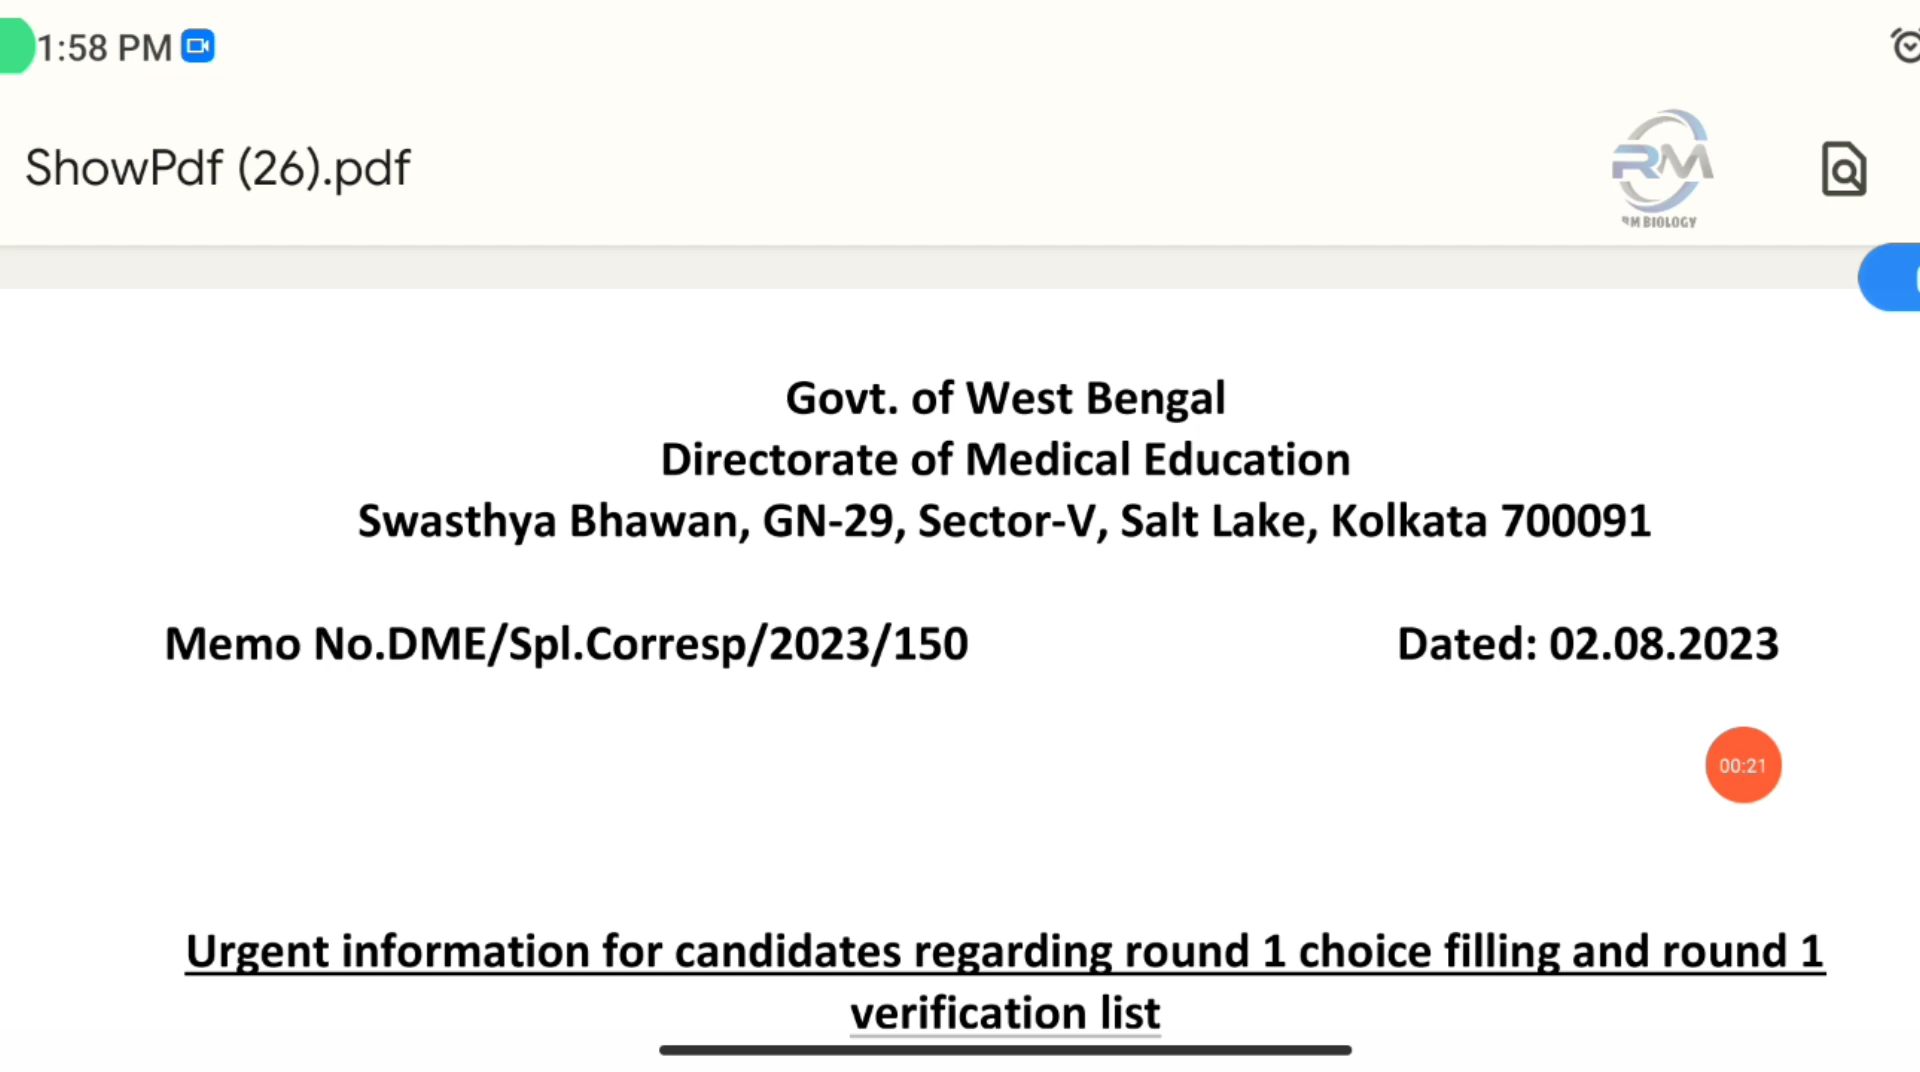 1:58 PM
ShowPdf (26).pdf
RM
RM BIOLOGY
Govt. of West Bengal
Directorate of Medical Education
Swasthya Bhawan, GN-29, Sector-V, Salt Lake, Kolkata 700091
Memo No.DME/Spl.Corresp/2023/150 Dated: 02.08.2023
00:21
Urgent information for candidates regarding round 1 choice filling and round 1
verification list